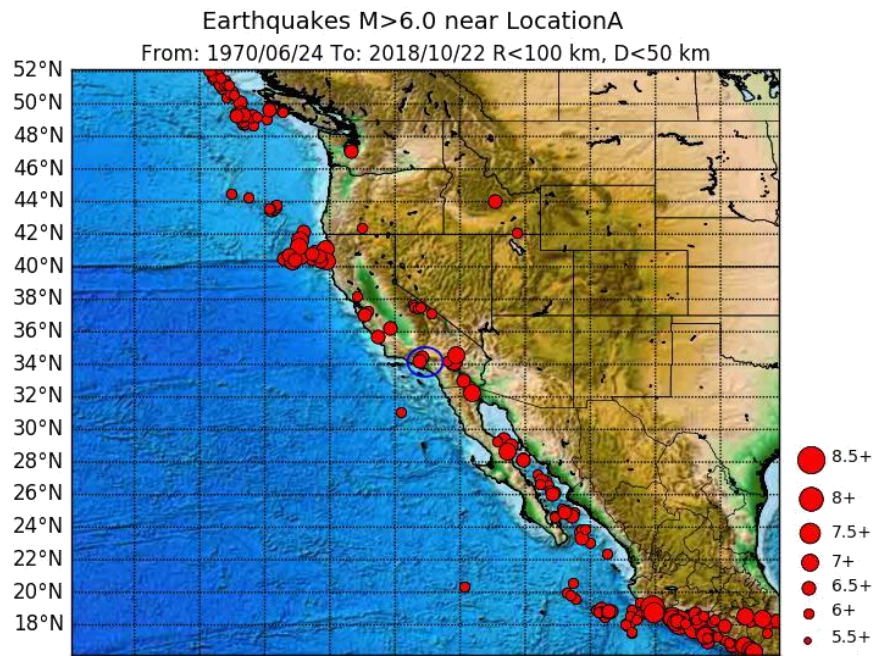 Earthquakes M>6.0 near LocationA
From: 1970/06/24 To: 2018/10/22 R<100 km, D<50 km
52°N
50°N
48°N
46°N
44°N
42°N
40°N
38°N
36°N
34°N
32°N
30°N
28°N
26°N
24°N
22°N
20°N
18°N
8.5+
8+
7.5+
7+
6.5+
6+
5.5+